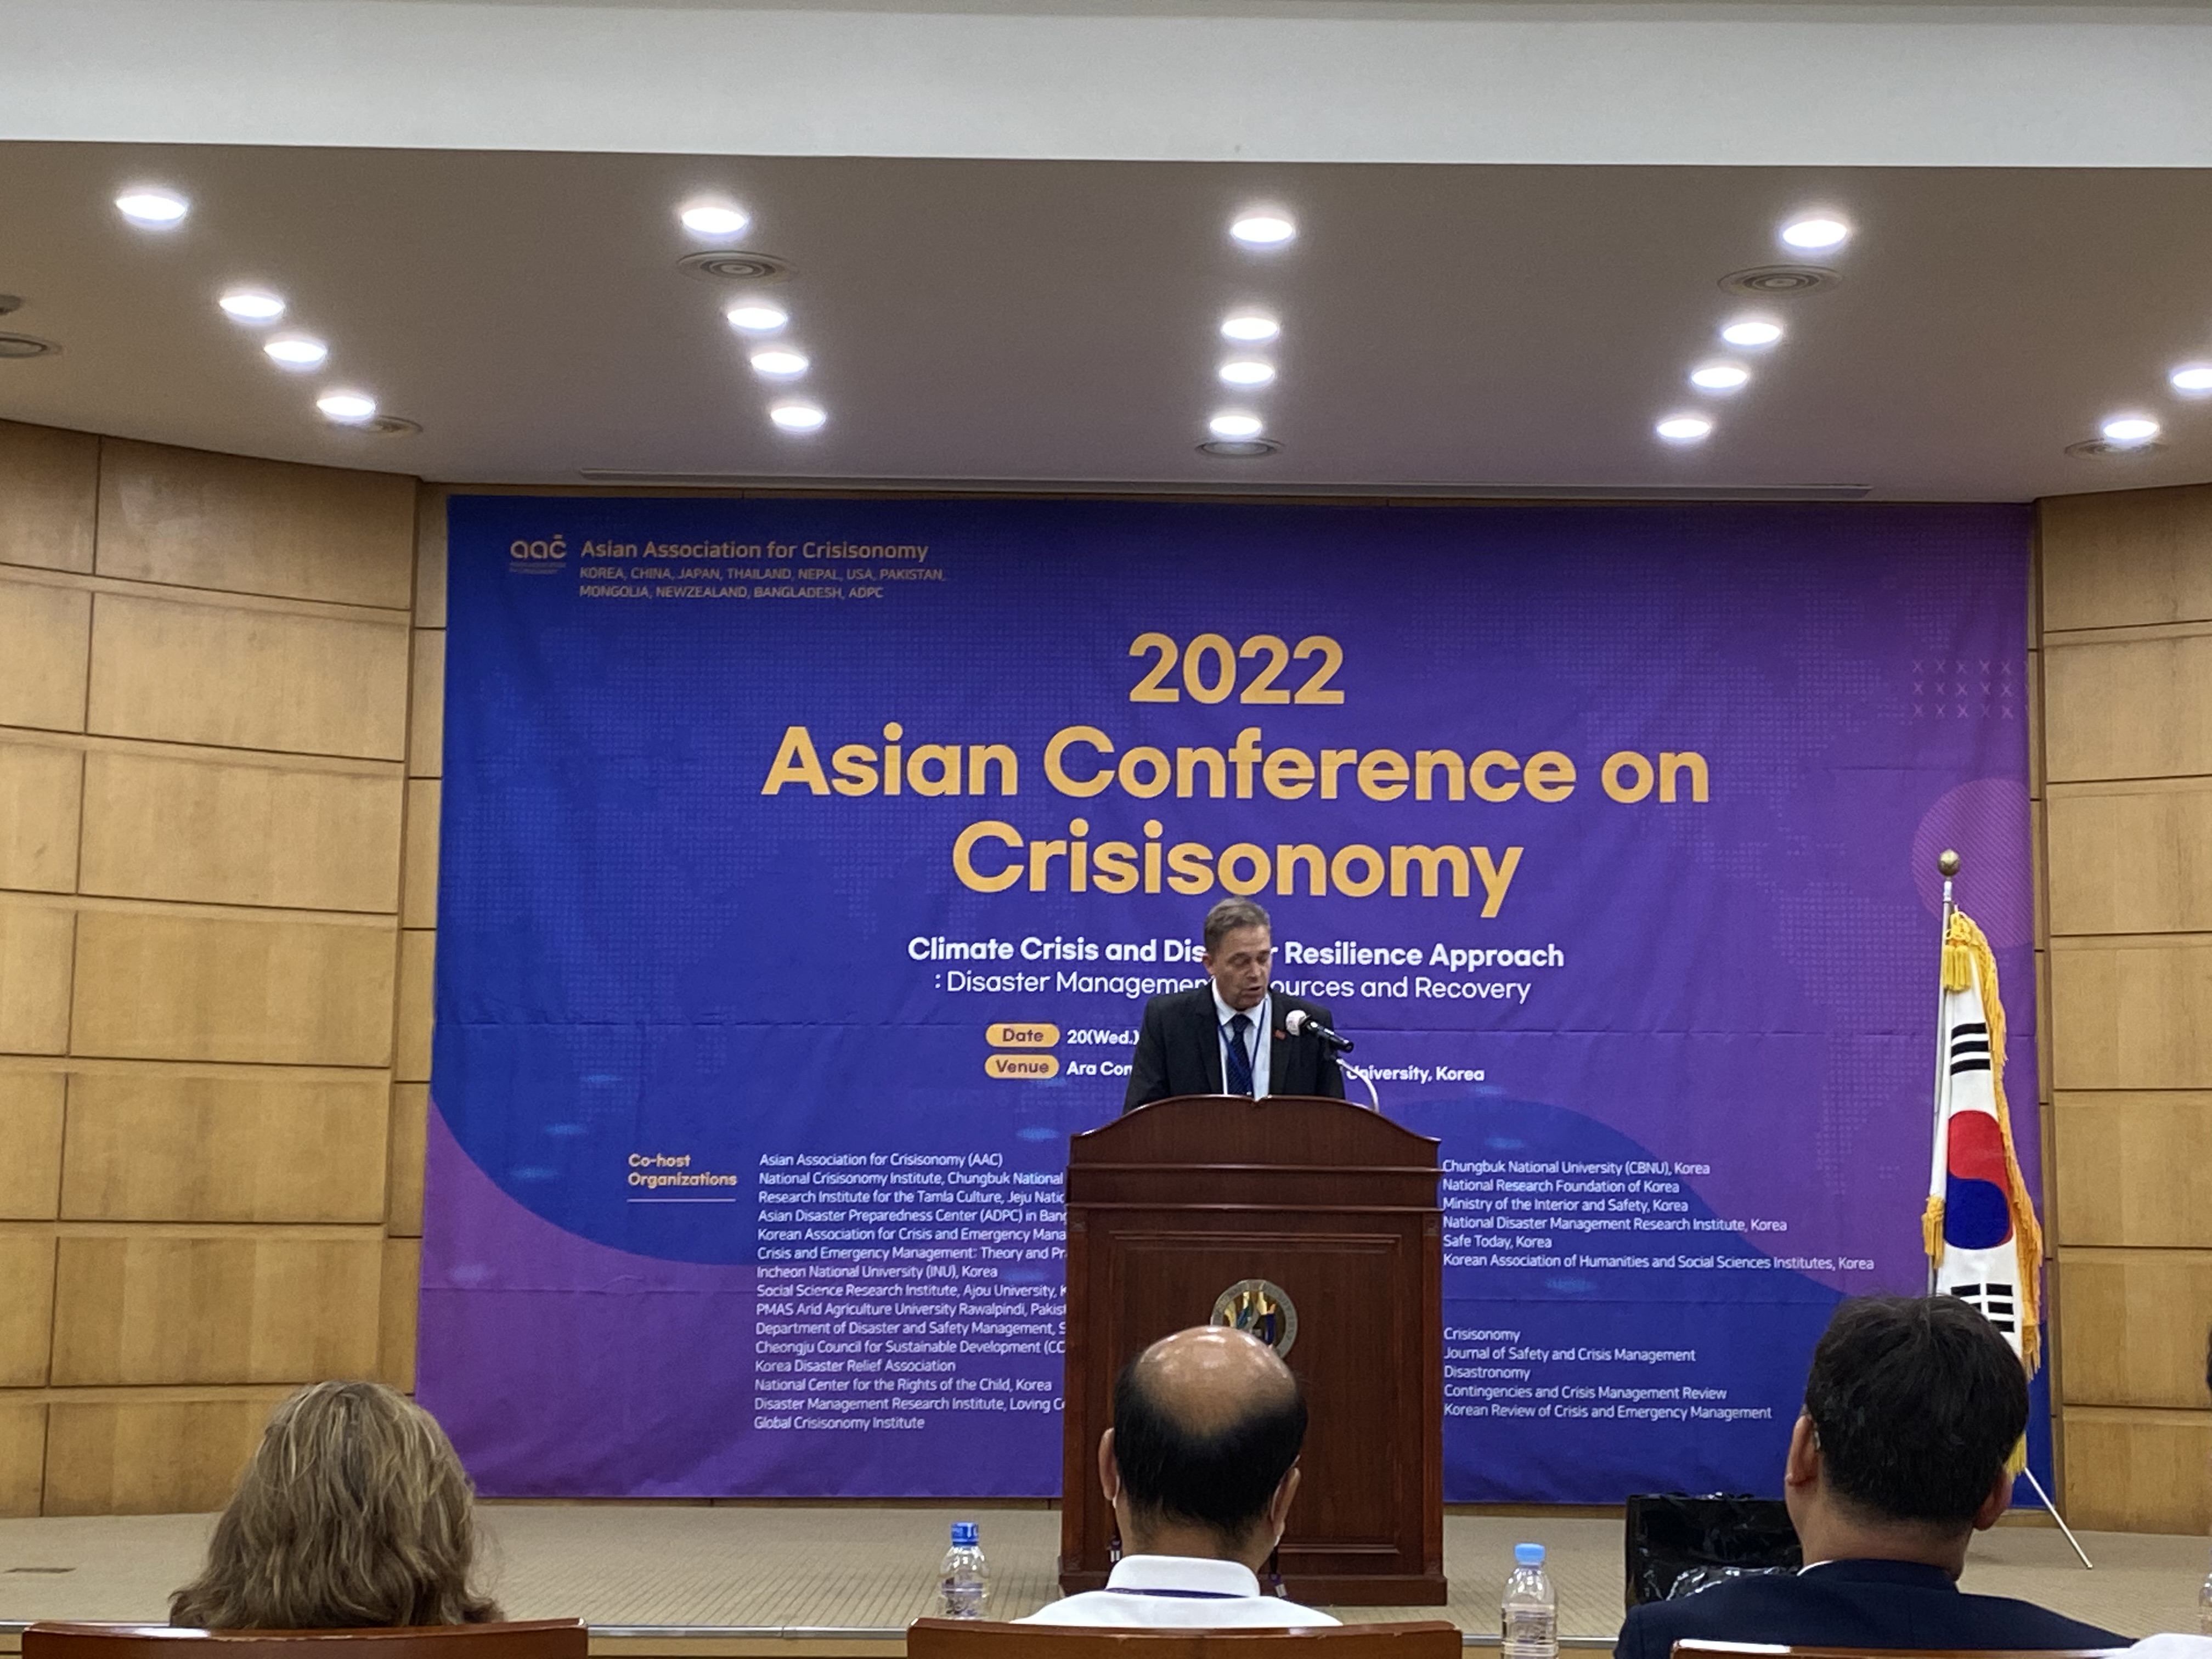 aac Asian Association for Crisisonomy
KOREA, CHINA, JAPAN, THAILAND, NEPAL, USA, PAKISTAN,
MONGOLIA, NEWZEALAND, BANGLADESH, ADPC
2022
Asian Conference on
Crisisonomy
Climate Crisis and Dis r Resilience Approach
: Disaster Managemen ources and Recovery
Date 20(Wed.)
Venue Ara Con University, Korea
Co-host
Organizations
Asian Association for Crisisonomy (AAC)
National Crisisonomy Institute, Chungbuk National
Research Institute for the Tamla Culture, Jeju Natio
Asian Disaster Preparedness Center (ADPC) in Bang
Korean Association for Crisis and Emergency Mana
Crisis and Emergency Management: Theory and Pr
Incheon National University (INU), Korea
Social Science Research Institute, Ajou University, K
PMAS Arid Agriculture University Rawalpindi, Pakist
Department of Disaster and Safety Management, S
Cheongju Council for Sustainable Development (CC
Korea Disaster Relief Association
National Center for the Rights of the Child, Korea
Disaster Management Research Institute, Loving C
Global Crisisonomy Institute
Chungbuk National University (CBNU), Korea
National Research Foundation of Korea
Ministry of the Interior and Safety, Korea
National Disaster Management Research Institute, Korea
Safe Today, Korea
Korean Association of Humanities and Social Sciences Institutes, Korea
Crisisonomy
Journal of Safety and Crisis Management
Disastronomy
Contingencies and Crisis Management Review
Korean Review of Crisis and Emergency Management